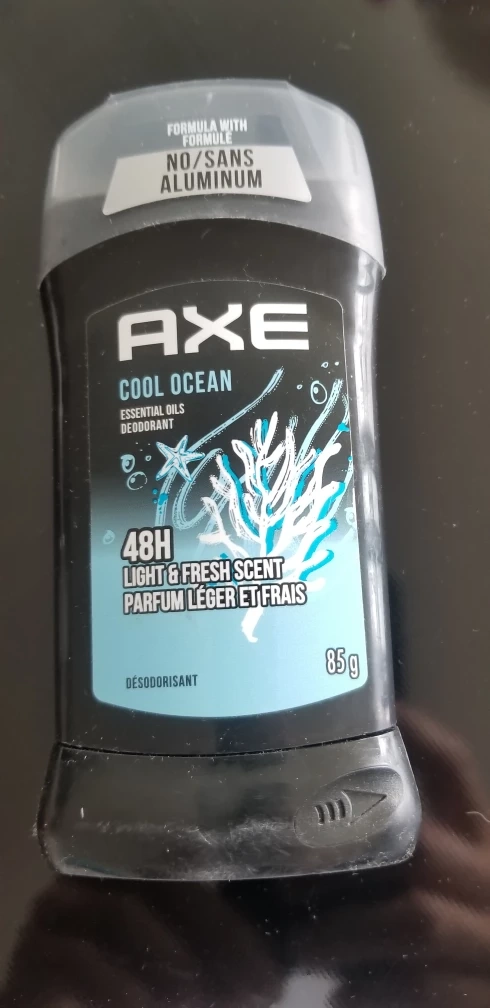 FORMULA WITH
FORMULE
NO/SANS
ALUMINUM
AXE
COOL OCEAN
ESSENTIAL OILS
DEODORANT
48H
LIGHT & FRESH SCENT
PARFUM LÉGER ET FRAIS
85 g
DÉSODORISANT